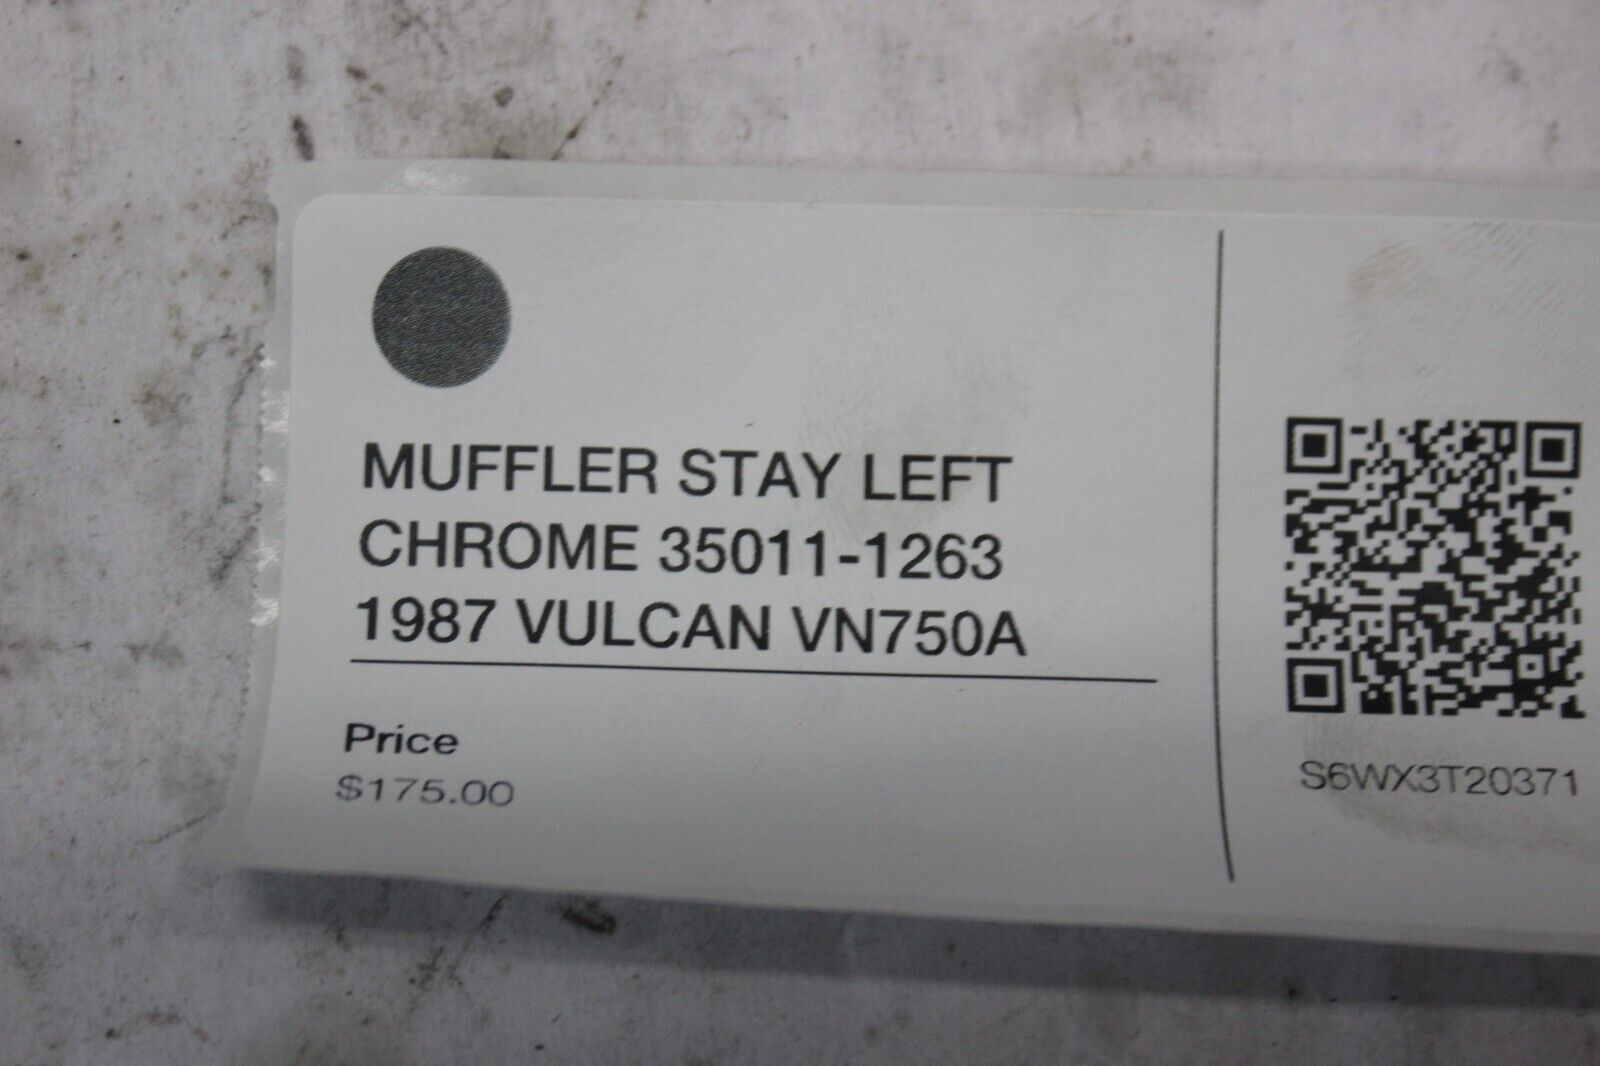 MUFFLER STAY LEFT
CHROME 35011-1263
1987 VULCAN VN750A
Price
$175.00
S6WX3T20371